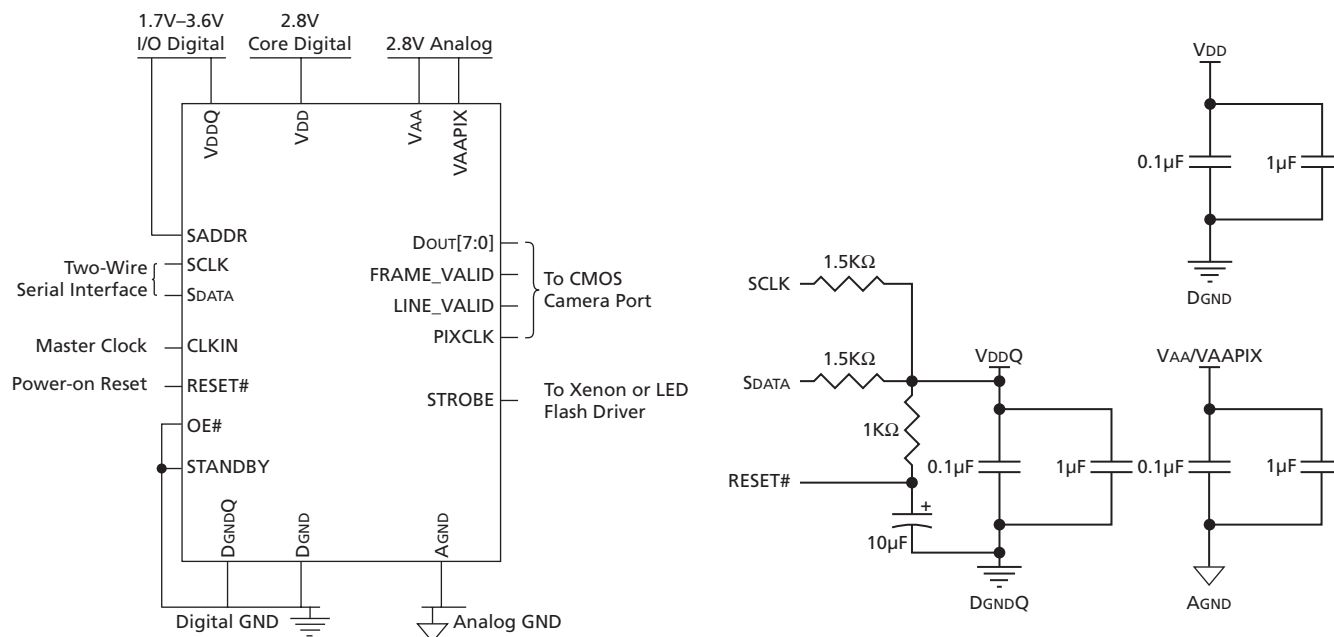 1.7V–3.6V
I/O Digital
2.8V
Core Digital
2.8V Analog
VDDQ
VDD
VAA
VAAPIX
SADDR
Two-Wire
Serial Interface
SCLK
SDATA
Master Clock
CLKIN
Power-on Reset
RESET#
OE#
STANDBY
DGNDQ
DGND
AGND
Digital GND
Analog GND
DOUT[7:0]
FRAME_VALID
LINE_VALID
PIXCLK
To CMOS
Camera Port
STROBE
To Xenon or LED
Flash Driver
VDD
0.1µF
1µF
DGND
SCLK
1.5KΩ
SDATA
1.5KΩ
VDDQ
1KΩ
RESET#
+
10µF
0.1µF
1µF
DGNDQ
VAA/VAAPIX
0.1µF
1µF
AGND